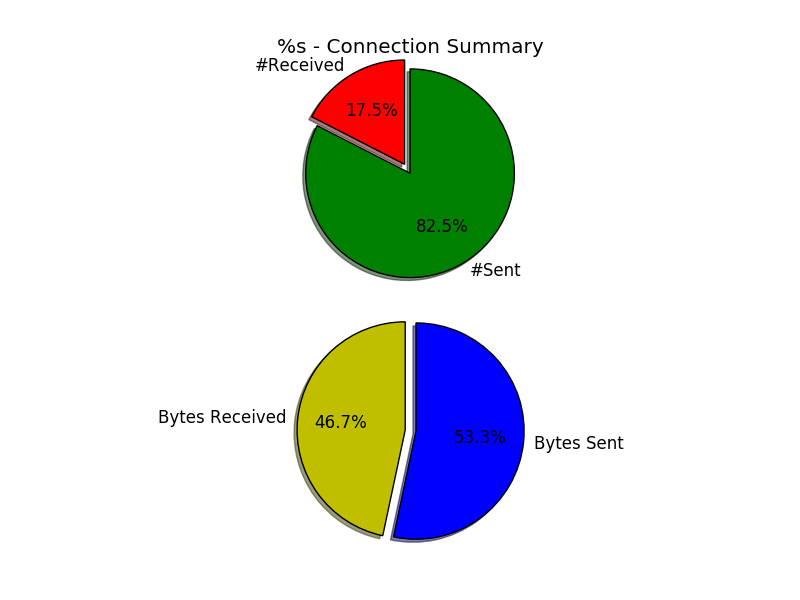 %s - Connection Summary
#Received
17.5%
82.5%
#Sent
Bytes Received
46.7%
53.3%
Bytes Sent